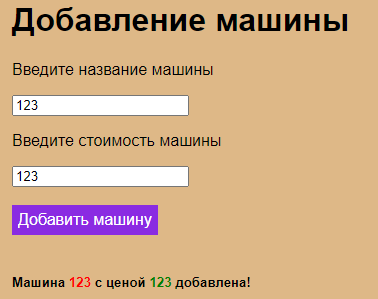 Добавление машины
Введите название машины
123
Введите стоимость машины
123
Добавить машину
Машина 123 с ценой 123 добавлена!